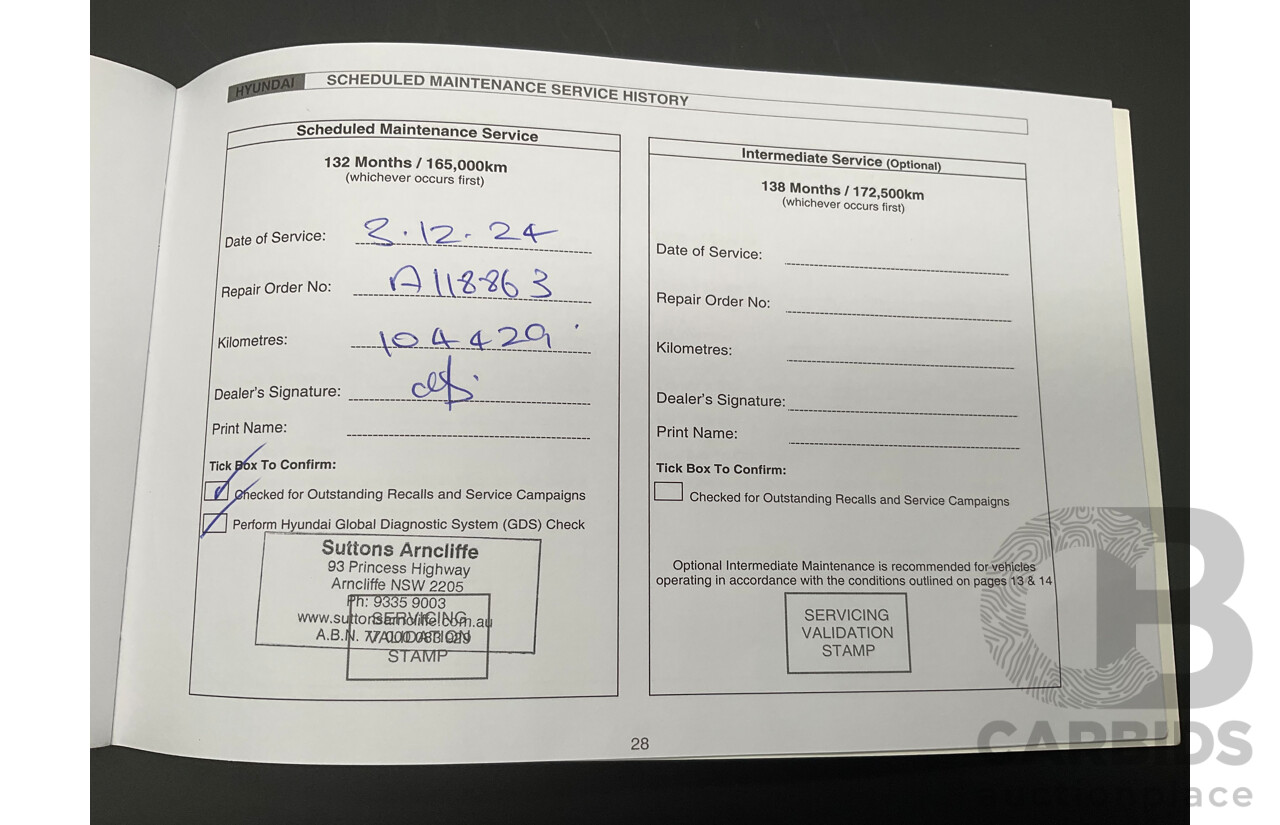 HYUNDAI SCHEDULED MAINTENANCE SERVICE HISTORY
Scheduled Maintenance Service
132 Months / 165,000km
(whichever occurs first)
Date of Service: 3.12.24
Repair Order No: A118863
Kilometres: 104429
Dealer's Signature:
Print Name:
Tick Box To Confirm:
Checked for Outstanding Recalls and Service Campaigns
Perform Hyundai Global Diagnostic System (GDS) Check
Suttons Arncliffe
93 Princess Highway
Arncliffe NSW 2205
Ph: 9335 9003
www.suttonsarncliffe.com.au
A.B.N.
SERVICING
VALIDATION
STAMP
Intermediate Service (Optional)
138 Months / 172,500km
(whichever occurs first)
Date of Service:
Repair Order No:
Kilometres:
Dealer's Signature:
Print Name:
Tick Box To Confirm:
Checked for Outstanding Recalls and Service Campaigns
Optional Intermediate Maintenance is recommended for vehicles
operating in accordance with the conditions outlined on pages 13 & 14
SERVICING
VALIDATION
STAMP
28
CARBIDS
auctionplace